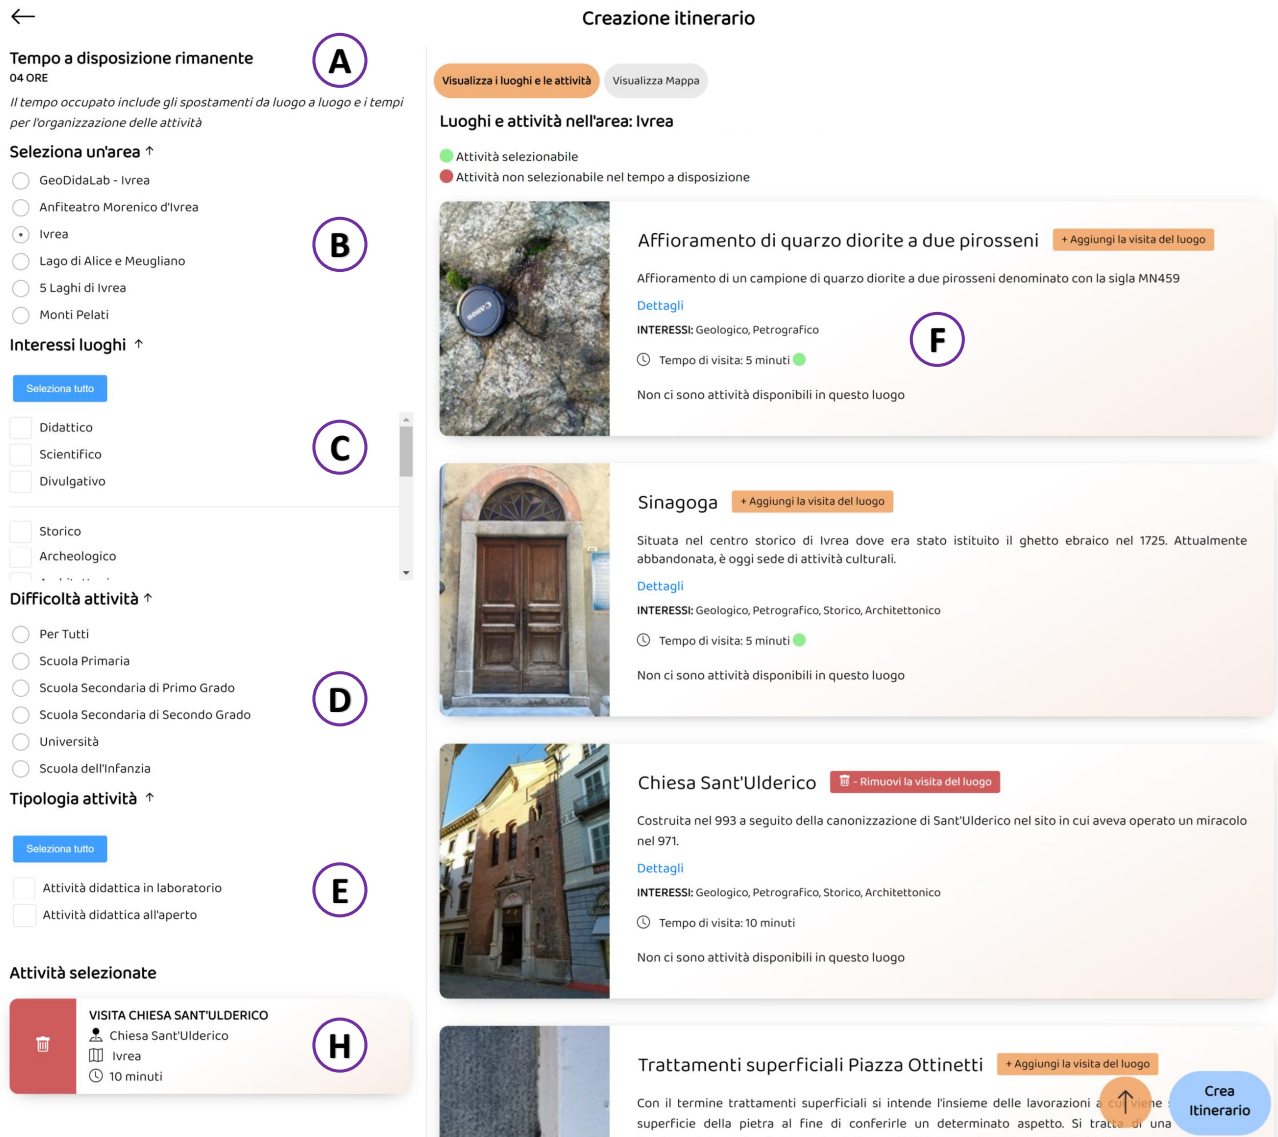 Creazione itinerario
Tempo a disposizione rimanente
04 ORE
A
Il tempo occupato include gli spostamenti da luogo a luogo e i tempi
per l'organizzazione delle attività
Seleziona un'area ↑
GeoDidaLab - Ivrea
Anfiteatro Morenico d'Ivrea
Ivrea
Lago di Alice e Meugliano
5 Laghi di Ivrea
Monti Pelati
B
Interessi luoghi ↑
Seleziona tutto
Didattico
Scientifico
Divulgativo
C
Storico
Archeologico
Difficoltà attività ↑
Per Tutti
Scuola Primaria
Scuola Secondaria di Primo Grado
Scuola Secondaria di Secondo Grado
Università
Scuola dell'Infanzia
D
Tipologia attività ↑
Seleziona tutto
Attività didattica in laboratorio
Attività didattica all'aperto
E
Attività selezionate
VISITA CHIESA SANT'ULDERICO
Chiesa Sant'Ulderico
Ivrea
10 minuti
H
Visualizza i luoghi e le attività
Visualizza Mappa
Luoghi e attività nell'area: Ivrea
Attività selezionabile
Attività non selezionabile nel tempo a disposizione
CANON
Affioramento di quarzo diorite a due pirosseni
+ Aggiungi la visita del luogo
Affioramento di un campione di quarzo diorite a due pirosseni denominato con la sigla MN459
Dettagli
INTERESSI: Geologico, Petrografico
Tempo di visita: 5 minuti
Non ci sono attività disponibili in questo luogo
F
Sinagoga
+ Aggiungi la visita del luogo
Situata nel centro storico di Ivrea dove era stato istituito il ghetto ebraico nel 1725. Attualmente
abbandonata, è oggi sede di attività culturali.
Dettagli
INTERESSI: Geologico, Petrografico, Storico, Architettonico
Tempo di visita: 5 minuti
Non ci sono attività disponibili in questo luogo
Chiesa Sant'Ulderico
- Rimuovi la visita del luogo
Costruita nel 993 a seguito della canonizzazione di Sant'Ulderico nel sito in cui aveva operato un miracolo
nel 971.
Dettagli
INTERESSI: Geologico, Petrografico, Storico, Architettonico
Tempo di visita: 10 minuti
Non ci sono attività disponibili in questo luogo
Trattamenti superficiali Piazza Ottinetti
+ Aggiungi la visita del luogo
Con il termine trattamenti superficiali si intende l'insieme delle lavorazioni a cui viene
superficie della pietra al fine di conferirle un determinato aspetto. Si tratta di una
↑
Crea
Itinerario